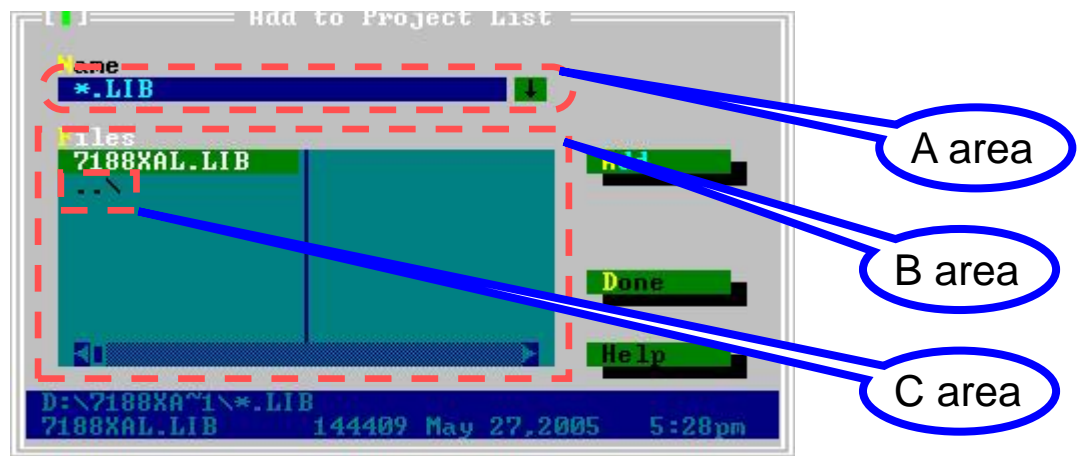 Add to Project List
Name
*.LIB
A area
Files
7188XAL.LIB
Add
..\
B area
Done
Help
C area
D:\7188XA~1\*.LIB
7188XAL.LIB 144409 May 27,2005 5:28pm